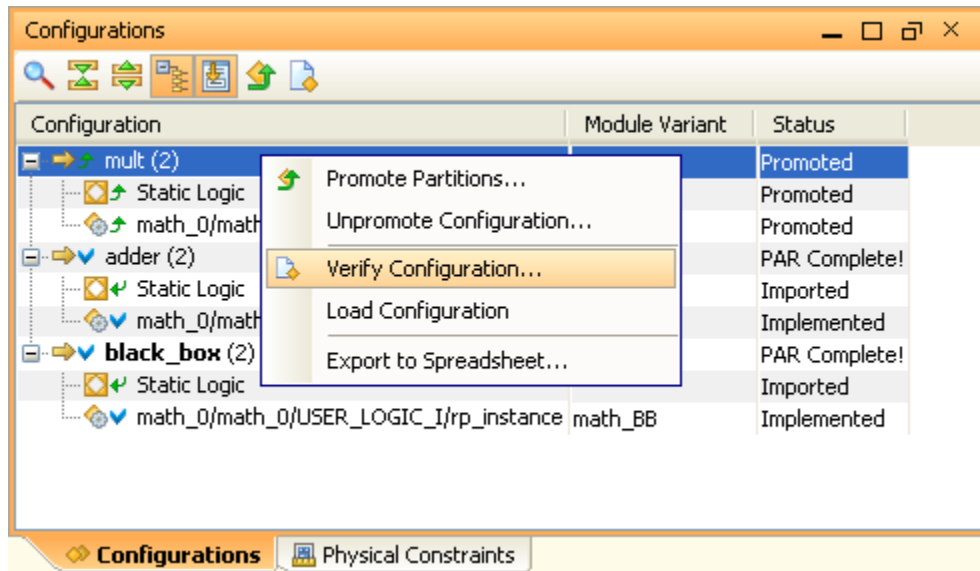 Configurations
Configuration Module Variant Status
mult (2) Promoted
Static Logic Promoted
math_0/math Promoted
adder (2) PAR Complete!
Static Logic Imported
math_0/math Implemented
black_box (2) PAR Complete!
Static Logic Imported
math_0/math_0/USER_LOGIC_I/rp_instance math_BB Implemented
Promote Partitions...
Unpromote Configuration...
Verify Configuration...
Load Configuration
Export to Spreadsheet...
Configurations Physical Constraints